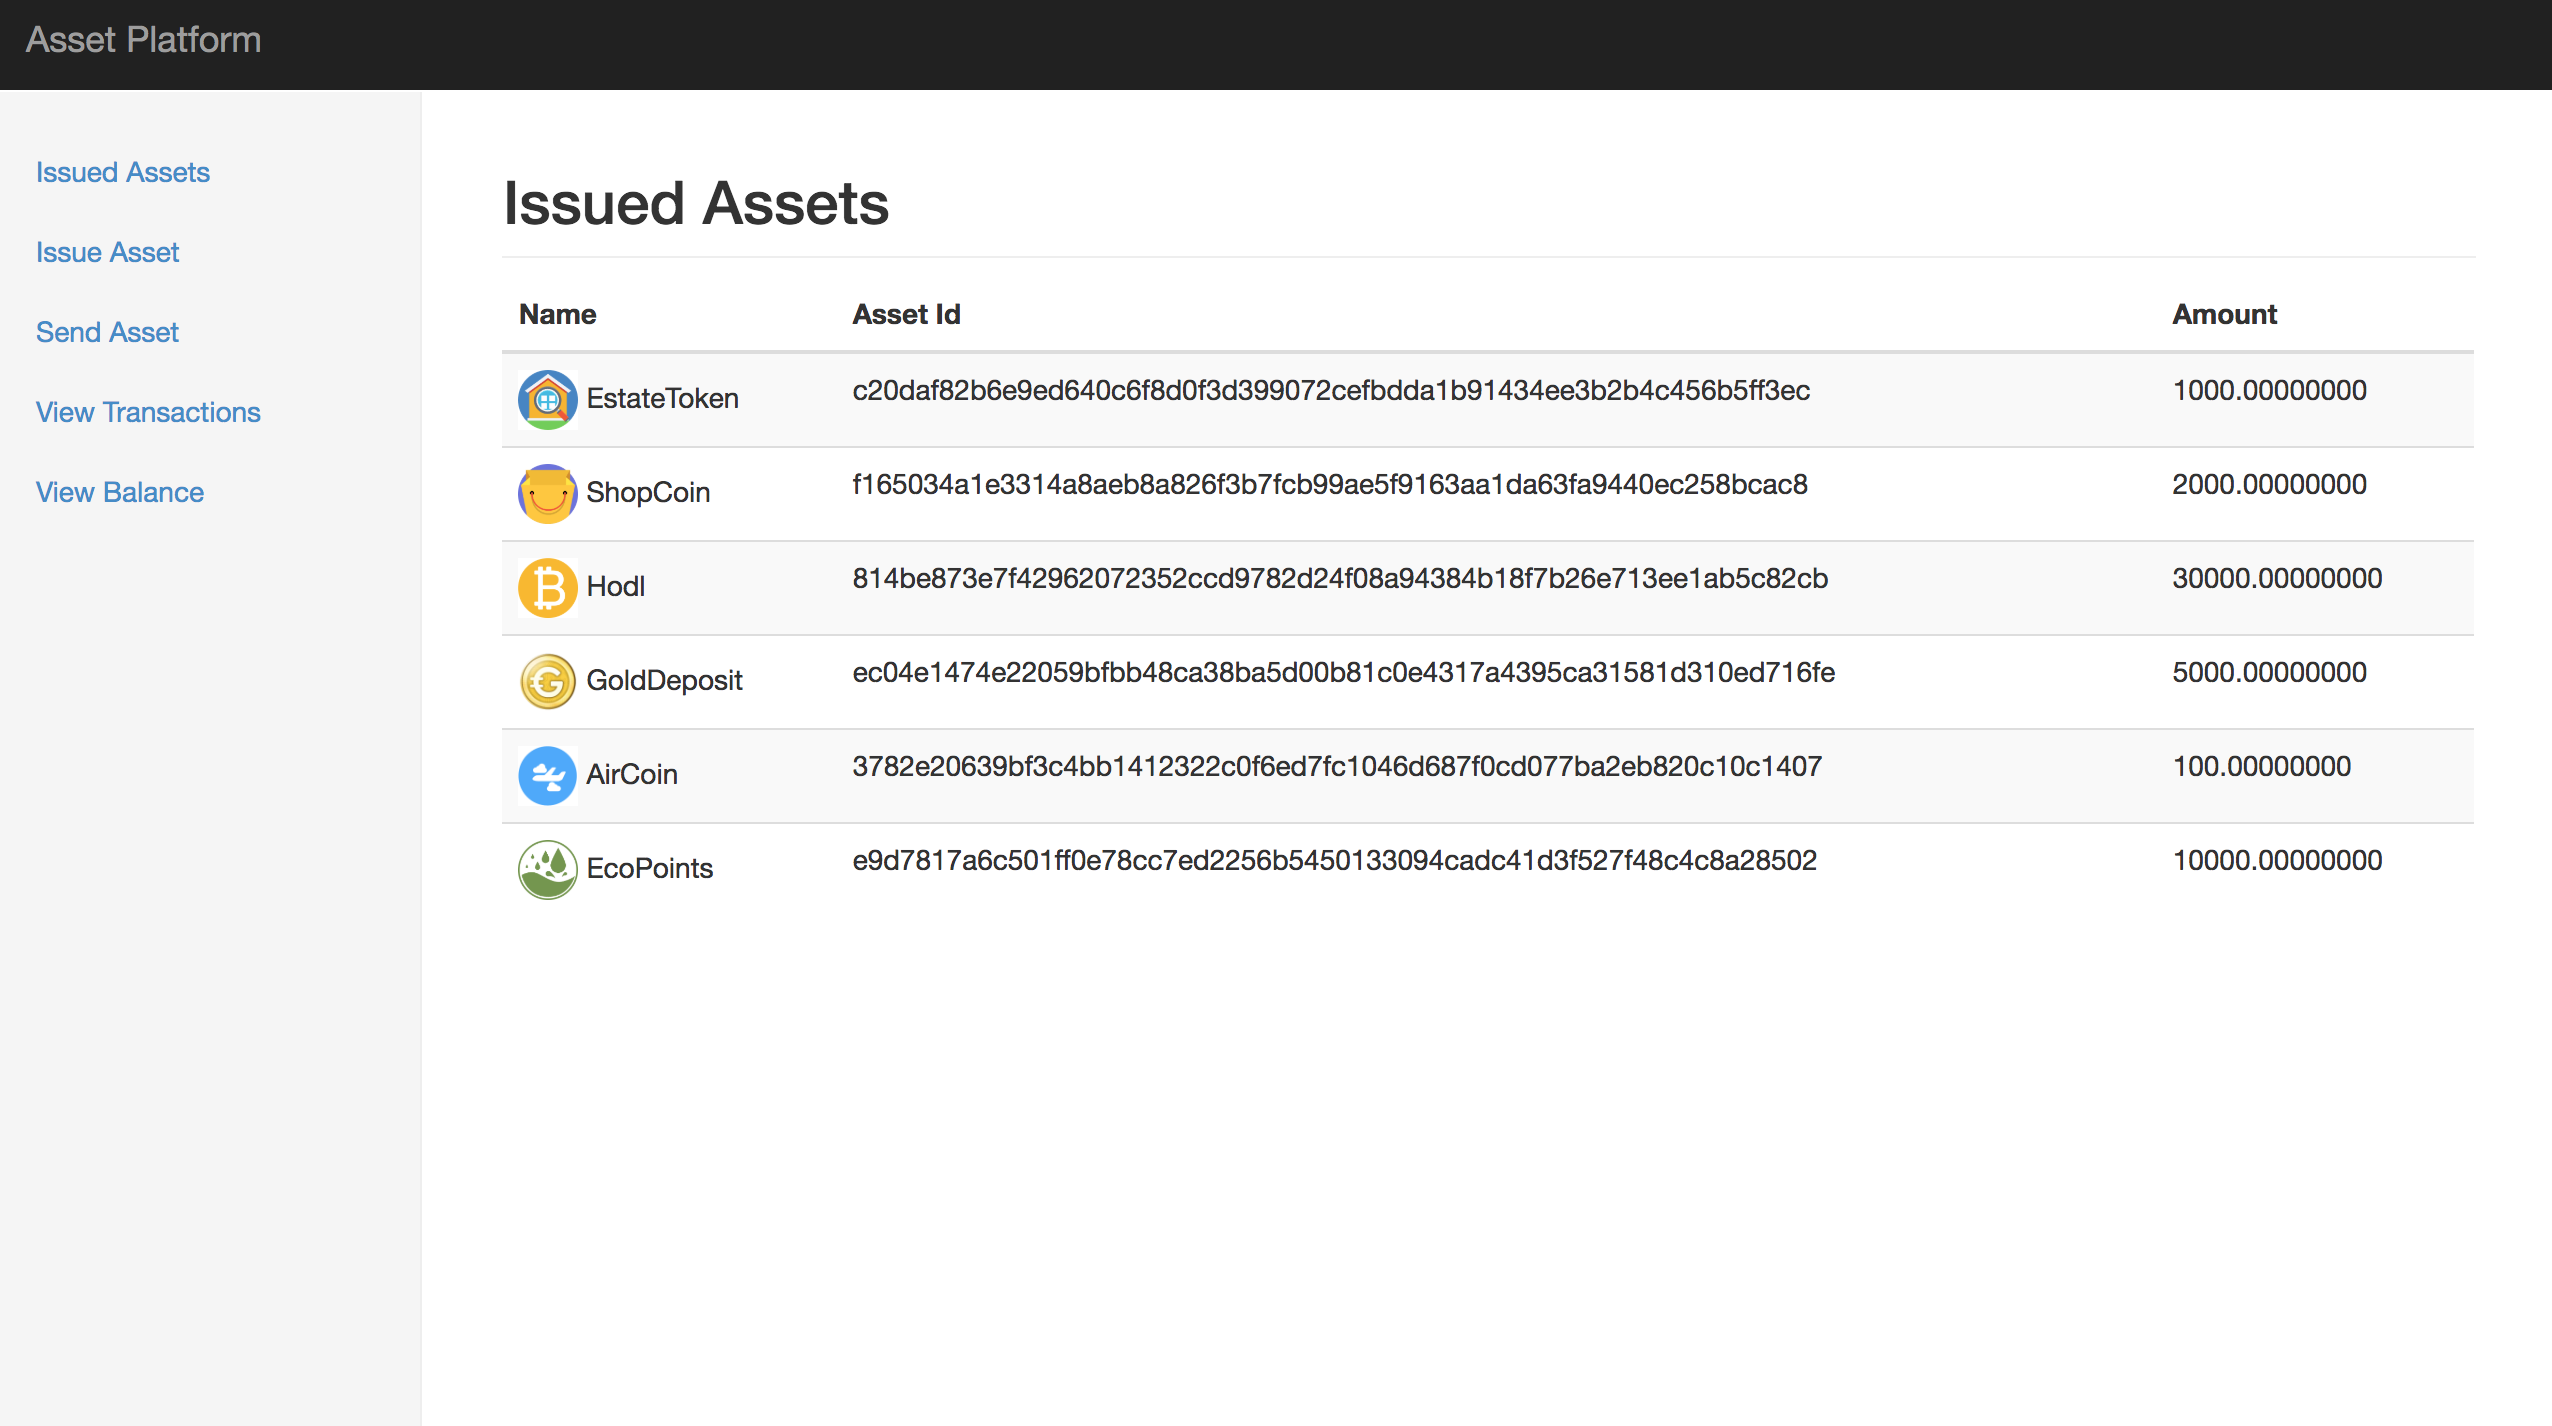 Asset Platform
Issued Assets
Issue Asset
Send Asset
View Transactions
View Balance
Issued Assets
Name Asset Id Amount
EstateToken c20daf82b6e9ed640c6f8d0f3d399072cefbdda1b91434ee3b2b4c456b5ff3ec 1000.00000000
ShopCoin f165034a1e3314a8aeb8a826f3b7fcb99ae5f9163aa1da63fa9440ec258bcac8 2000.00000000
Hodl 814be873e7f42962072352ccd9782d24f08a94384b18f7b26e713ee1ab5c82cb 30000.00000000
GoldDeposit ec04e1474e22059bfbb48ca38ba5d00b81c0e4317a4395ca31581d310ed716fe 5000.00000000
AirCoin 3782e20639bf3c4bb1412322c0f6ed7fc1046d687f0cd077ba2eb820c10c1407 100.00000000
EcoPoints e9d7817a6c501ff0e78cc7ed2256b5450133094cadc41d3f527f48c4c8a28502 10000.00000000